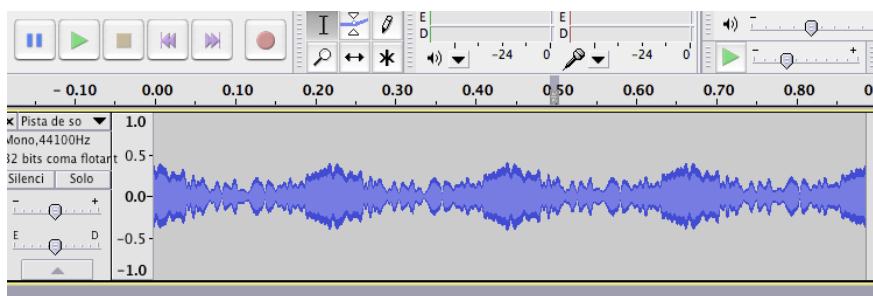 E E
D D
-24 0 -24 0
- 0.10 0.00 0.10 0.20 0.30 0.40 0.50 0.60 0.70 0.80 0
× Pista de so 1.0
Mono,44100Hz
32 bits coma flotant 0.5
Silenci Solo
0.0
- +
E D -0.5
-1.0